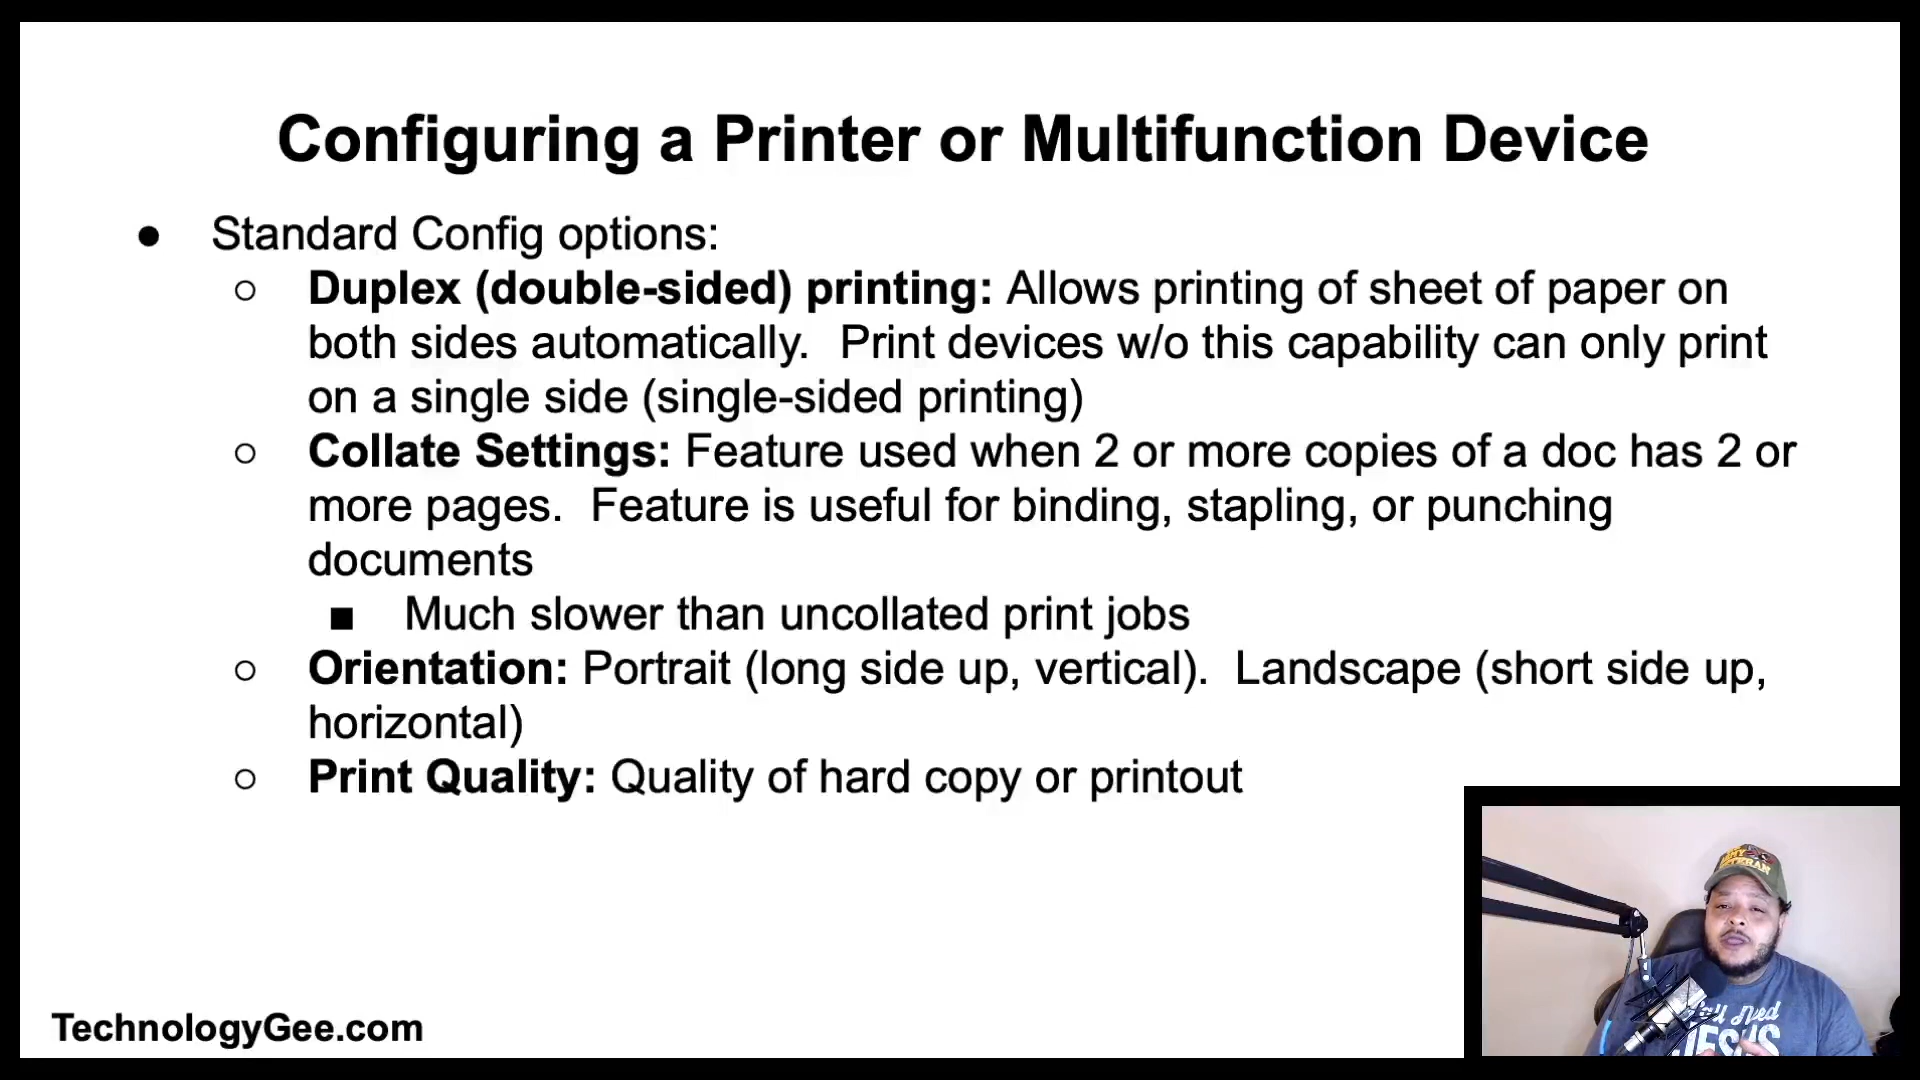 Configuring a Printer or Multifunction Device
● Standard Config options:
○ Duplex (double-sided) printing: Allows printing of sheet of paper on
both sides automatically.  Print devices w/o this capability can only print
on a single side (single-sided printing)
○ Collate Settings: Feature used when 2 or more copies of a doc has 2 or
more pages.  Feature is useful for binding, stapling, or punching
documents
■ Much slower than uncollated print jobs
○ Orientation: Portrait (long side up, vertical).  Landscape (short side up,
horizontal)
○ Print Quality: Quality of hard copy or printout
VETERAN
Need
JESUS
TechnologyGee.com